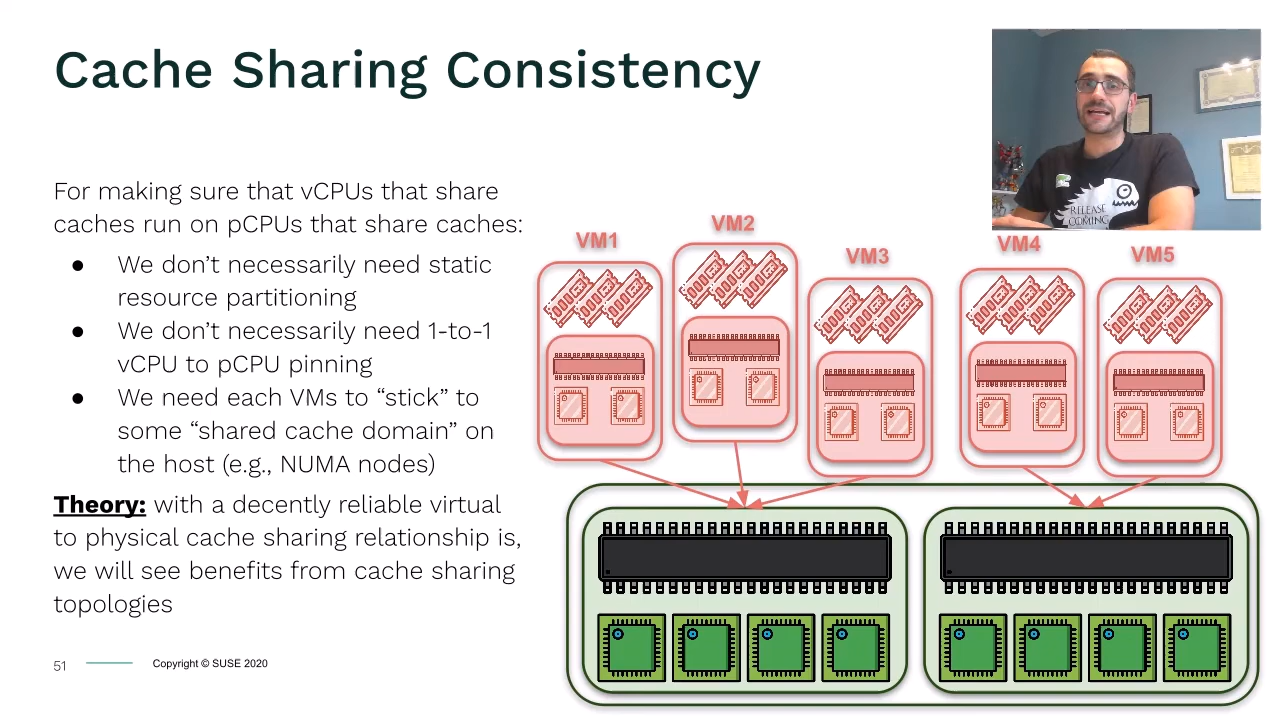 Cache Sharing Consistency
For making sure that vCPUs that share
caches run on pCPUs that share caches:
● We don’t necessarily need static
resource partitioning
● We don’t necessarily need 1-to-1
vCPU to pCPU pinning
● We need each VMs to “stick” to
some “shared cache domain” on
the host (e.g., NUMA nodes)
Theory: with a decently reliable virtual
to physical cache sharing relationship is,
we will see benefits from cache sharing
topologies
51
Copyright © SUSE 2020
RELEASE
COMING
VM1
VM2
VM3
VM4
VM5